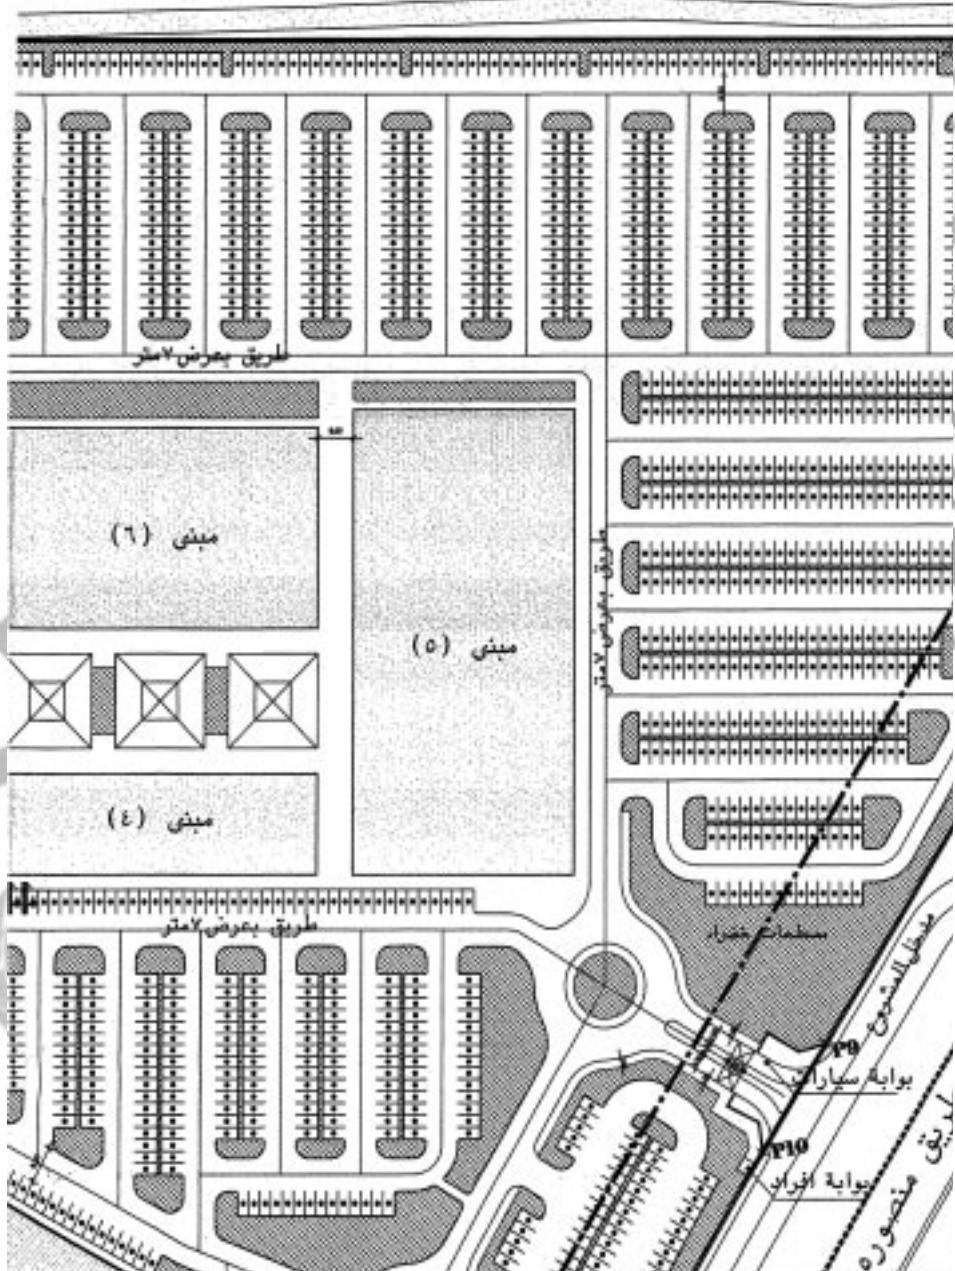 طريق بعرض ٧متر
مبنى (٦)
طريق بعرض ٧متر
مبنى (٥)
مبنى (٤)
طريق بعرض ٧متر
مسطحات خضراء
مدخل المشروع
P9
بوابة سيارات
P10
بوابة افراد
طريق منصوره